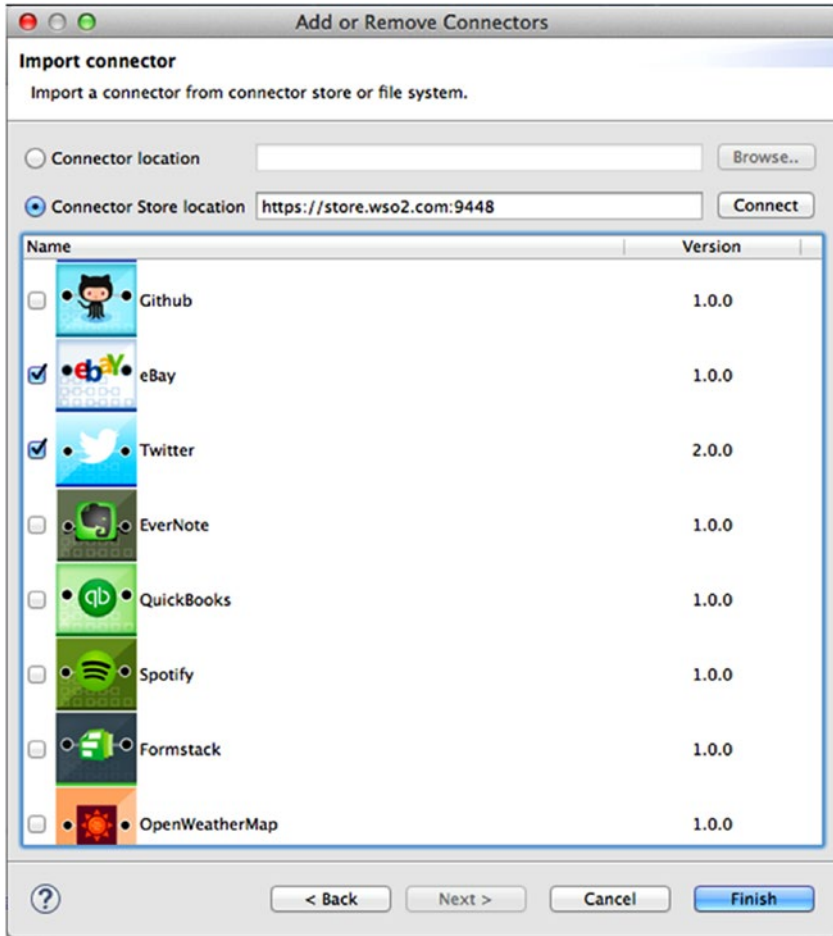 Add or Remove Connectors
Import connector
Import a connector from connector store or file system.
Connector location
Browse..
Connector Store location https://store.wso2.com:9448 Connect
Name Version
Github 1.0.0
ebay eBay 1.0.0
Twitter 2.0.0
EverNote 1.0.0
qb QuickBooks 1.0.0
Spotify 1.0.0
Formstack 1.0.0
OpenWeatherMap 1.0.0
? < Back Next > Cancel Finish